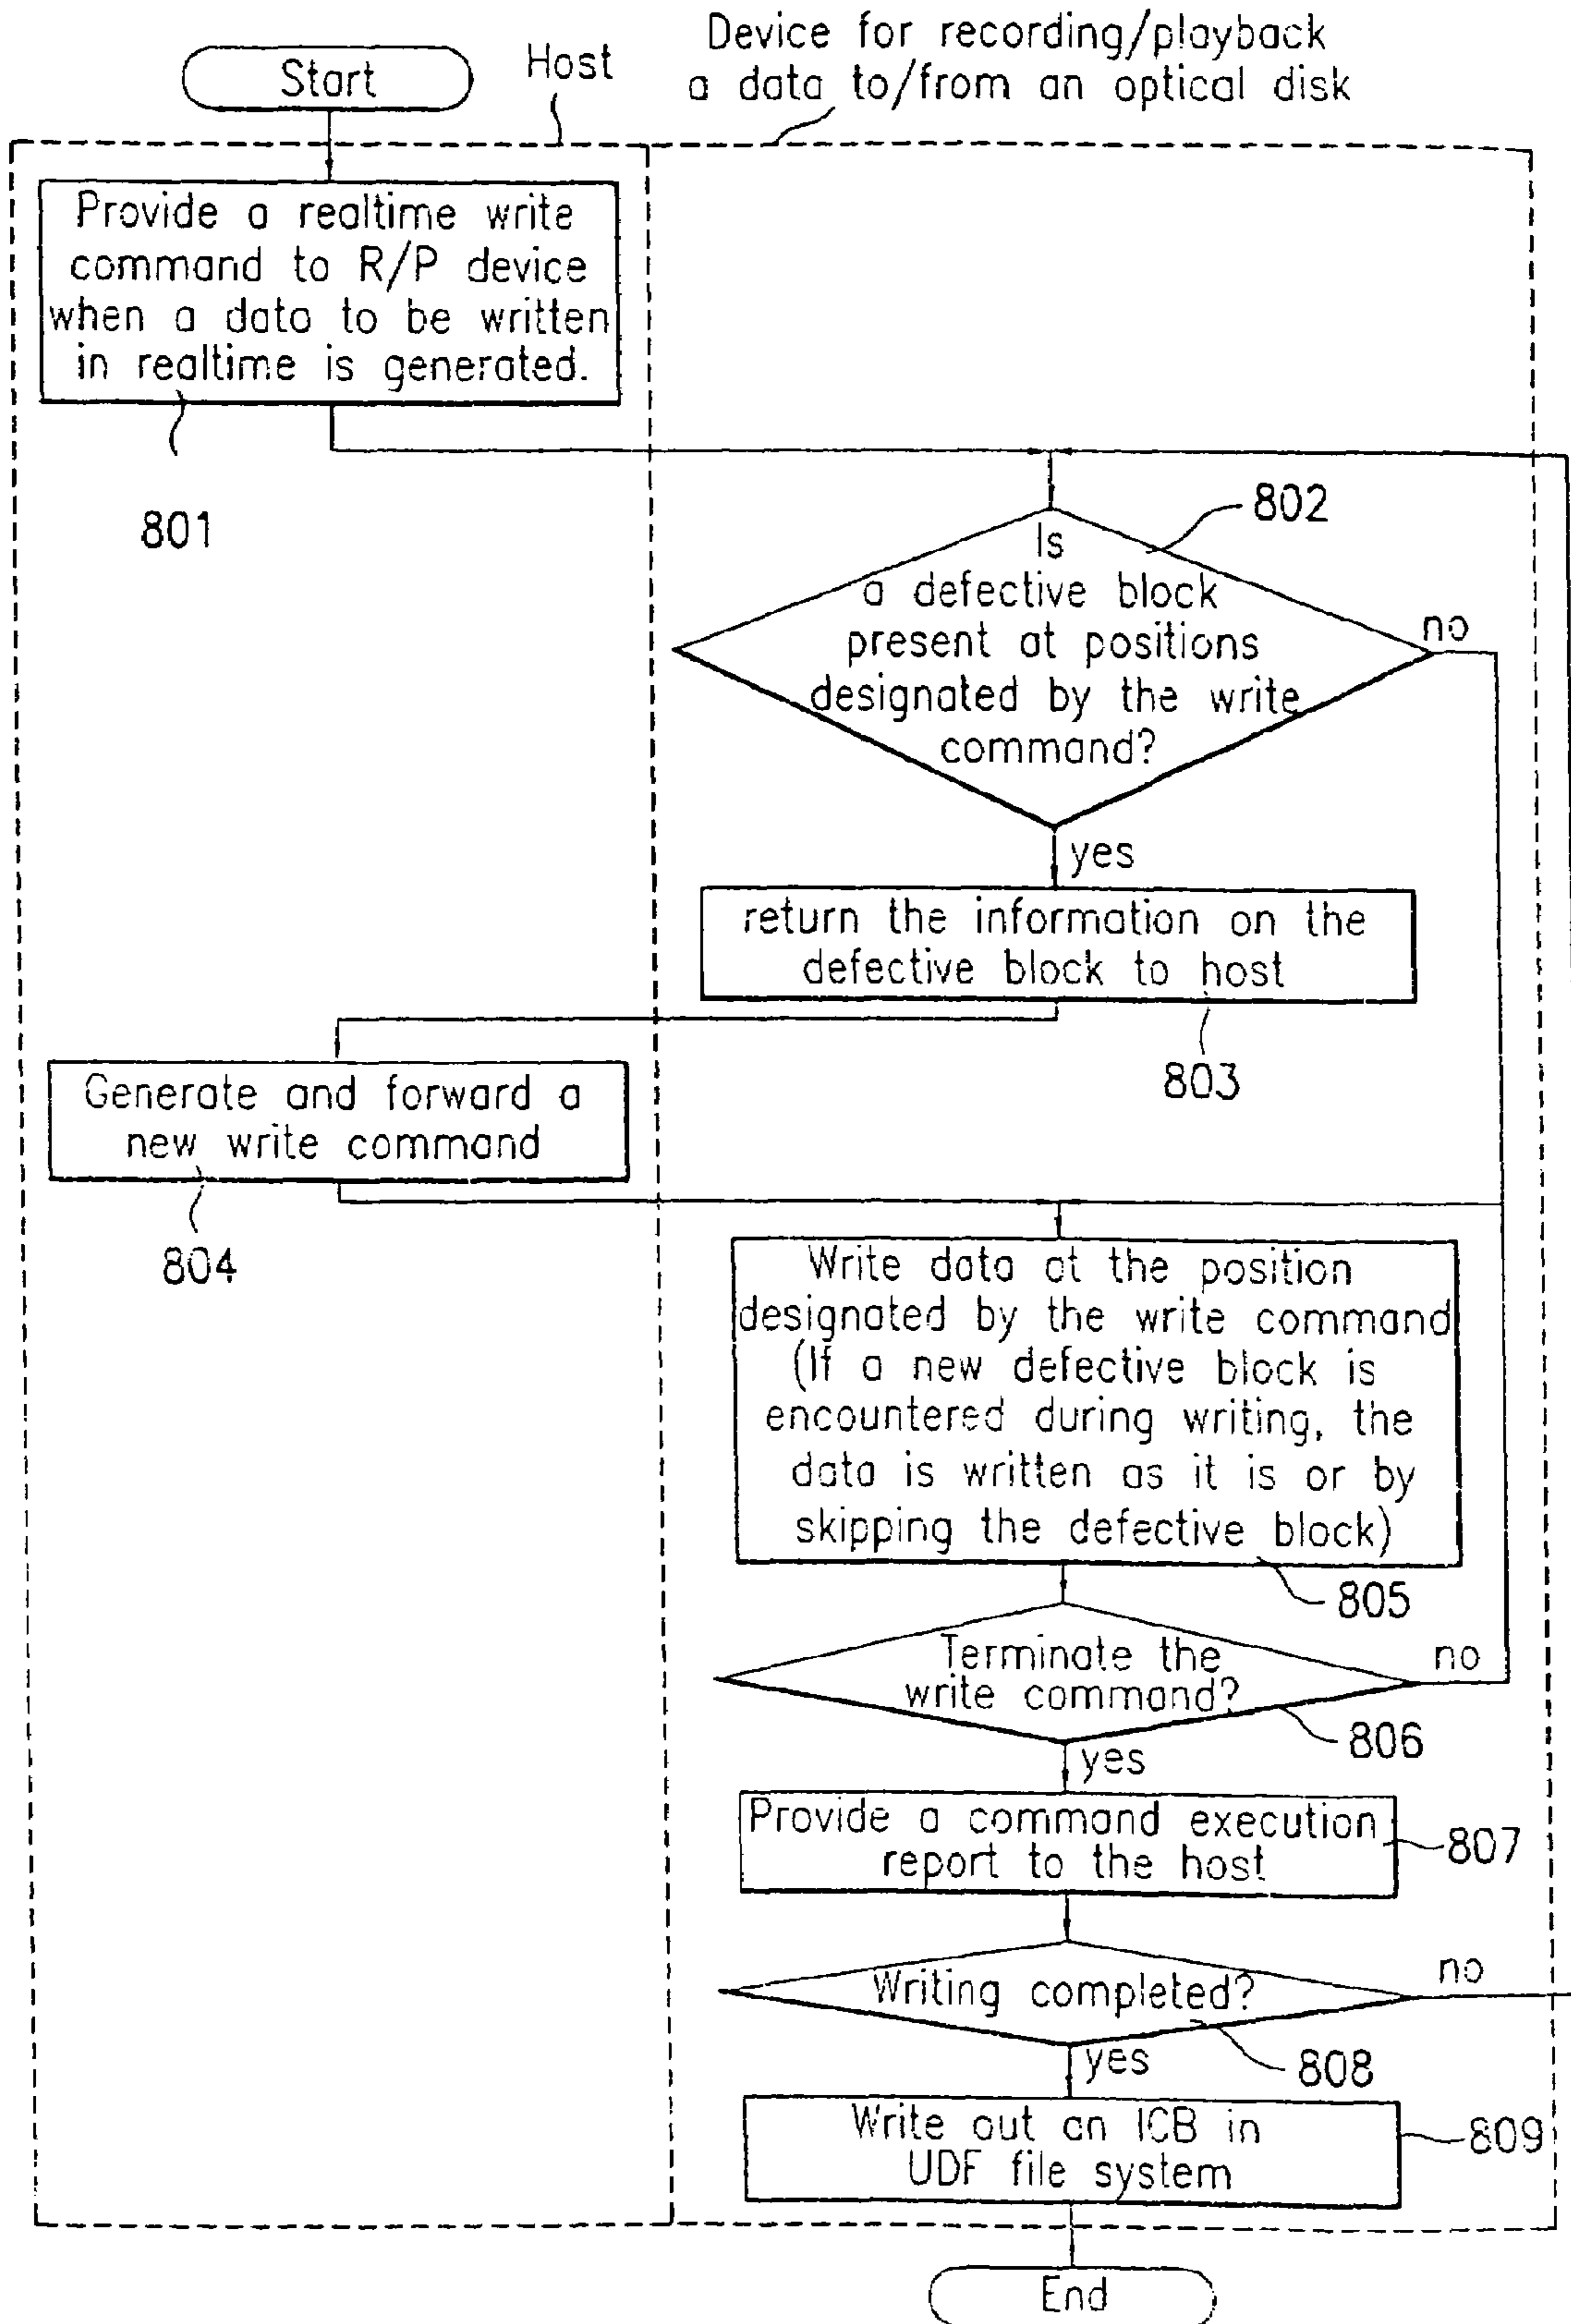 Start
Host
Device for recording/playback
a data to/from an optical disk
Provide a realtime write
command to R/P device
when a data to be written
in realtime is generated.
801
802
Is
a defective block
present at positions
designated by the write
command?
no
yes
return the information on the
defective block to host
803
Generate and forward a
new write command
804
Write data at the position
designated by the write command
(If a new defective block is
encountered during writing, the
data is written as it is or by
skipping the defective block)
805
Terminate the
write command?
no
806
yes
Provide a command execution
report to the host
807
Writing completed?
no
808
yes
Write out an ICB in
UDF file system
809
End